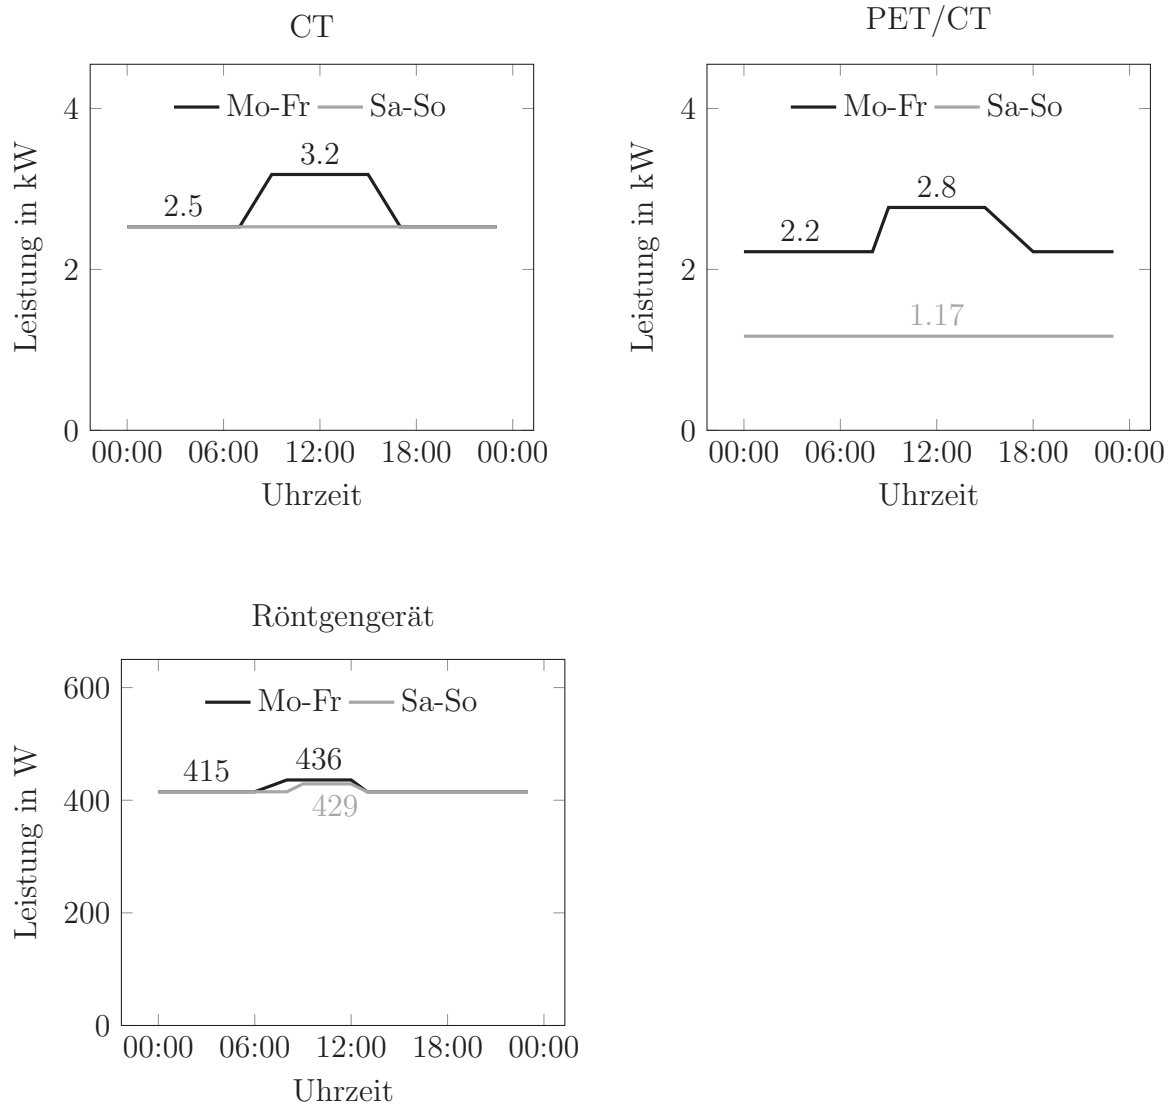 CT
Mo-Fr Sa-So
4
3.2
2.5
2
0
Leistung in kW
00:00 06:00 12:00 18:00 00:00
Uhrzeit
PET/CT
Mo-Fr Sa-So
4
2.8
2.2
2
1.17
0
Leistung in kW
00:00 06:00 12:00 18:00 00:00
Uhrzeit
Röntgengerät
600
Mo-Fr Sa-So
436
415
400
429
200
0
Leistung in W
00:00 06:00 12:00 18:00 00:00
Uhrzeit